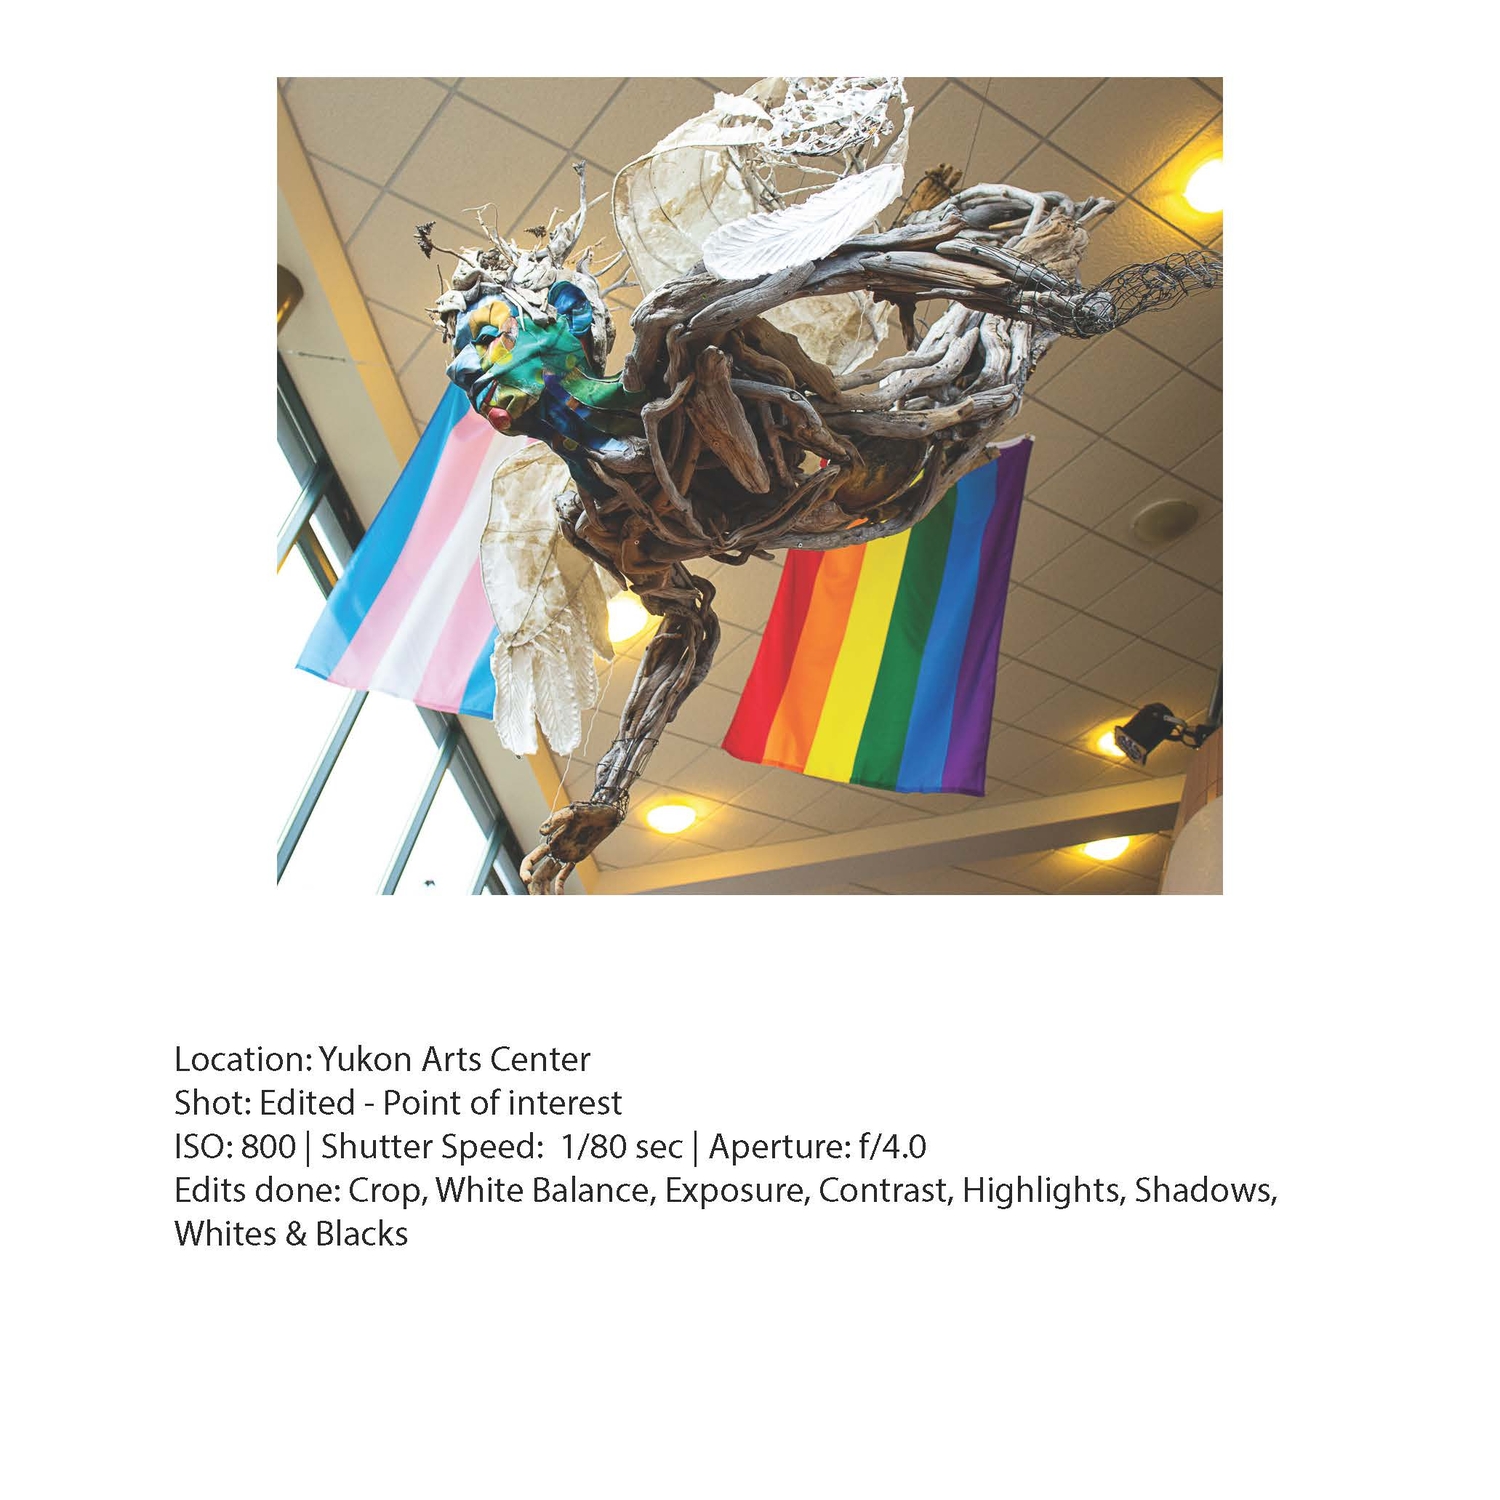 Location: Yukon Arts Center
Shot: Edited - Point of interest
ISO: 800 | Shutter Speed:  1/80 sec | Aperture: f/4.0
Edits done: Crop, White Balance, Exposure, Contrast, Highlights, Shadows,
Whites & Blacks